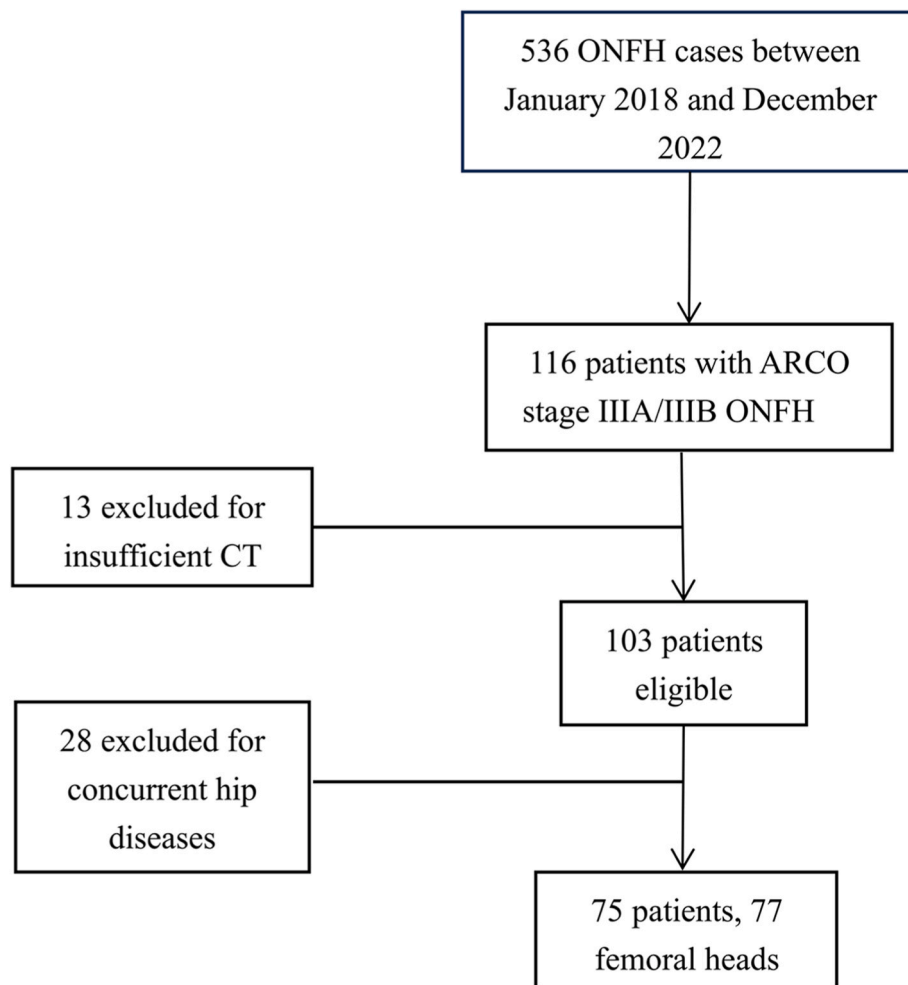 536 ONFH cases between
January 2018 and December
2022
116 patients with ARCO
stage IIIA/IIIB ONFH
13 excluded for
insufficient CT
103 patients
eligible
28 excluded for
concurrent hip
diseases
75 patients, 77
femoral heads